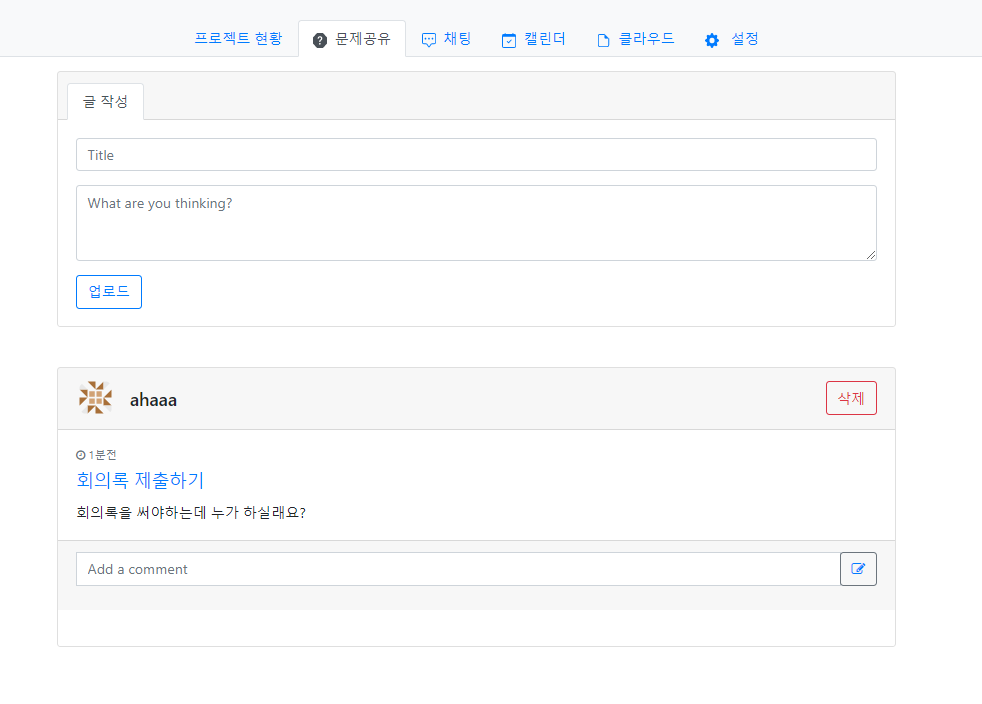 프로젝트 현황 문제공유 채팅 캘린더 클라우드 설정
글 작성
Title
What are you thinking?
업로드
ahaaa 삭제
1분전
회의록 제출하기
회의록을 써야하는데 누가 하실래요?
Add a comment